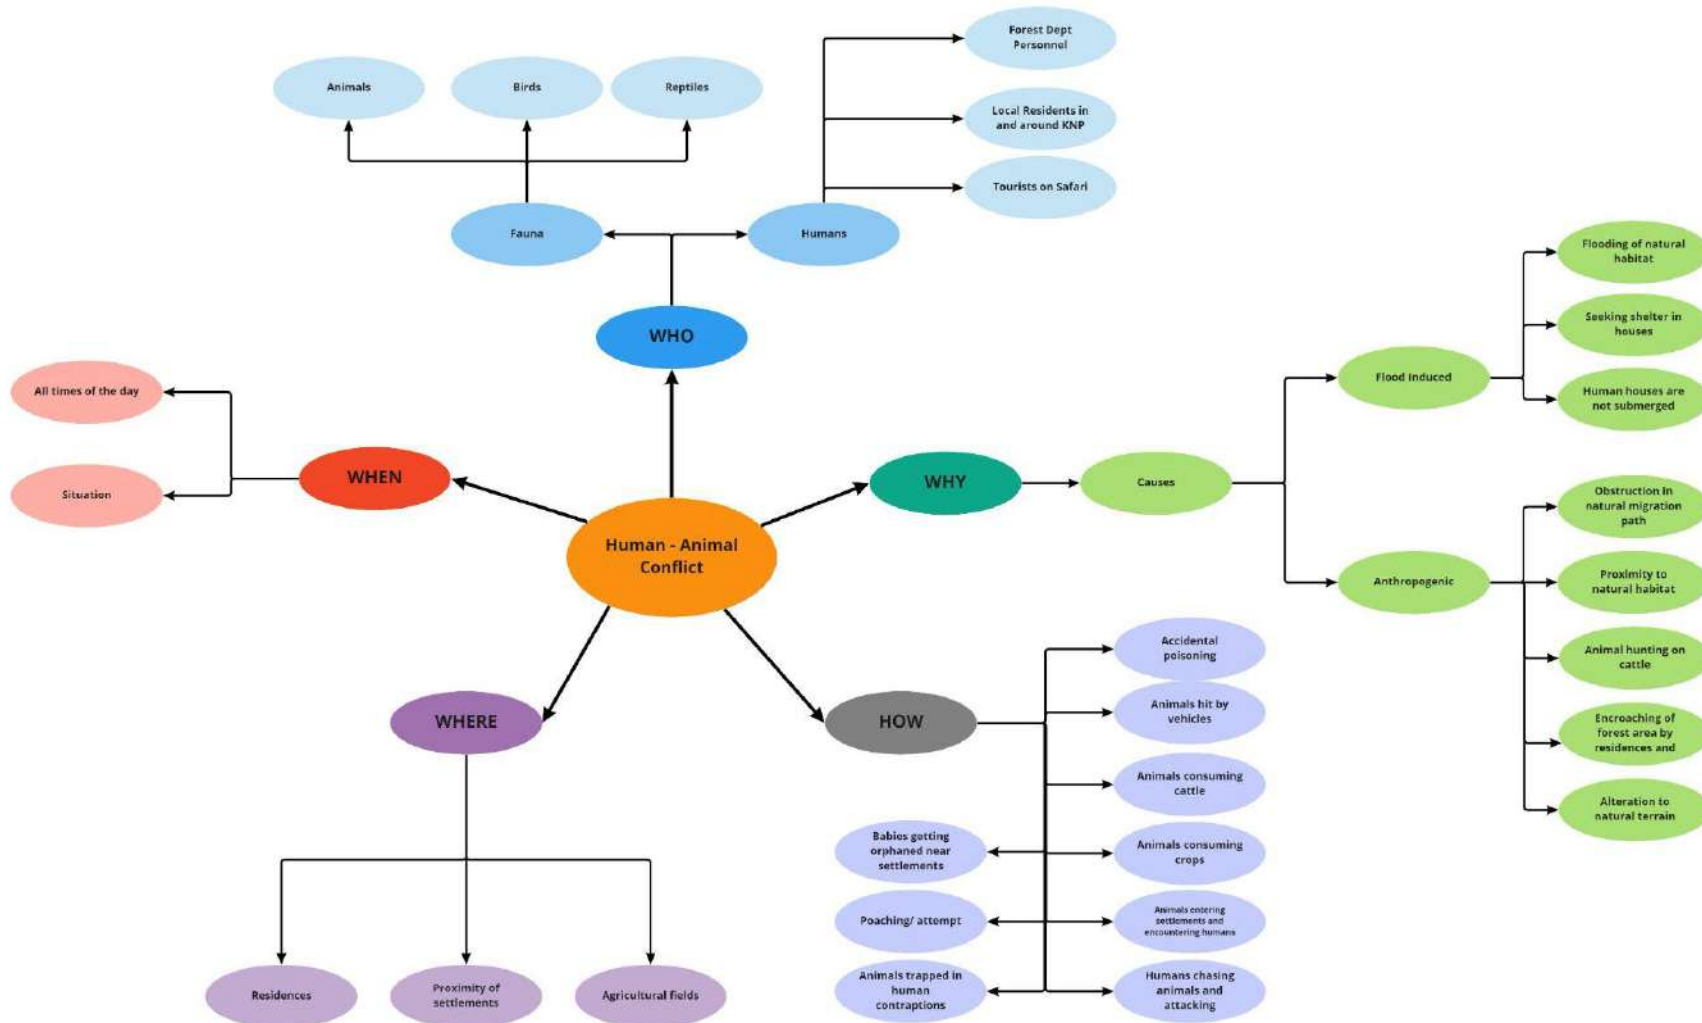 Forest Dept
Personnel
Animals
Birds
Reptiles
Local Residents in
and around KNP
Tourists on Safari
Fauna
Humans
WHO
Flooding of natural
habitat
Seeking shelter in
houses
Human houses are
not submerged
Flood Induced
All times of the day
Situation
WHEN
WHY
Causes
Human - Animal
Conflict
Obstruction in
natural migration
path
Proximity to
natural habitat
Anthropogenic
Animal hunting on
cattle
Encroaching of
forest area by
residences and
Alteration to
natural terrain
WHERE
HOW
Accidental
poisoning
Animals hit by
vehicles
Animals consuming
cattle
Babies getting
orphaned near
settlements
Animals consuming
crops
Poaching/ attempt
Animals entering
settlements and
encountering humans
Animals trapped in
human
contraptions
Humans chasing
animals and
attacking
Residences
Proximity of
settlements
Agricultural fields